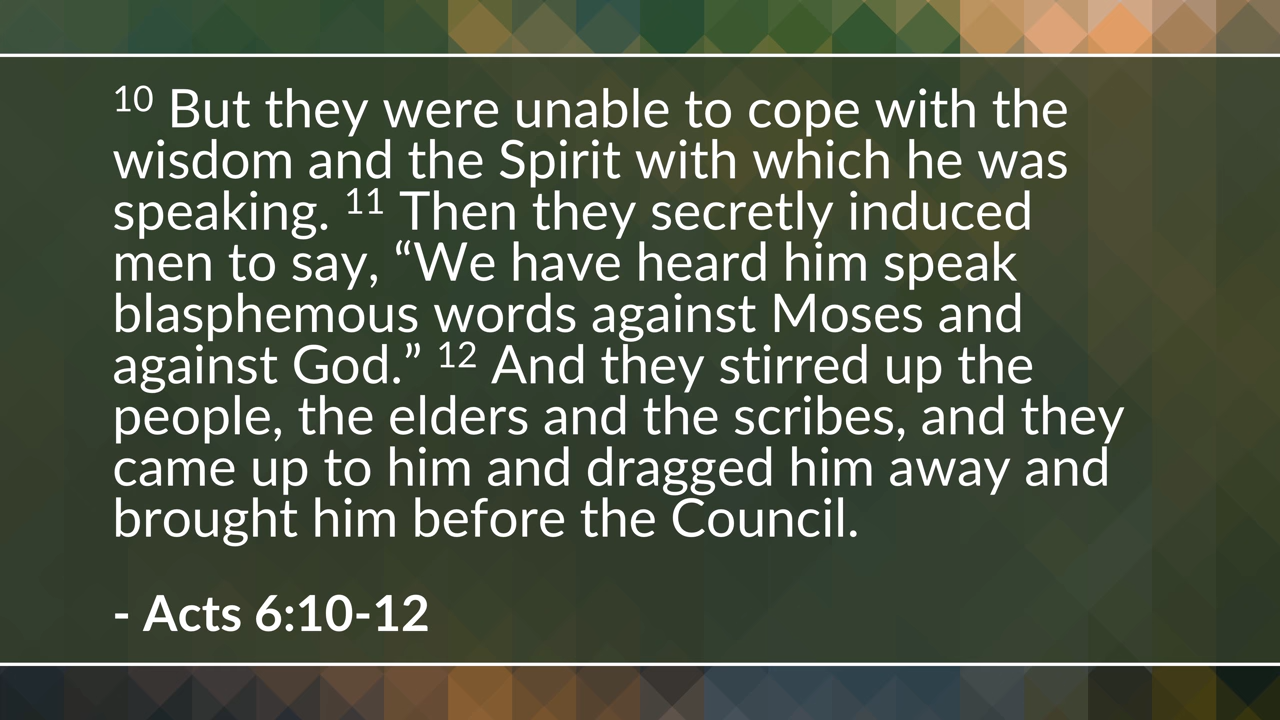 10 But they were unable to cope with the
wisdom and the Spirit with which he was
speaking. 11 Then they secretly induced
men to say, “We have heard him speak
blasphemous words against Moses and
against God.” 12 And they stirred up the
people, the elders and the scribes, and they
came up to him and dragged him away and
brought him before the Council.
- Acts 6:10-12